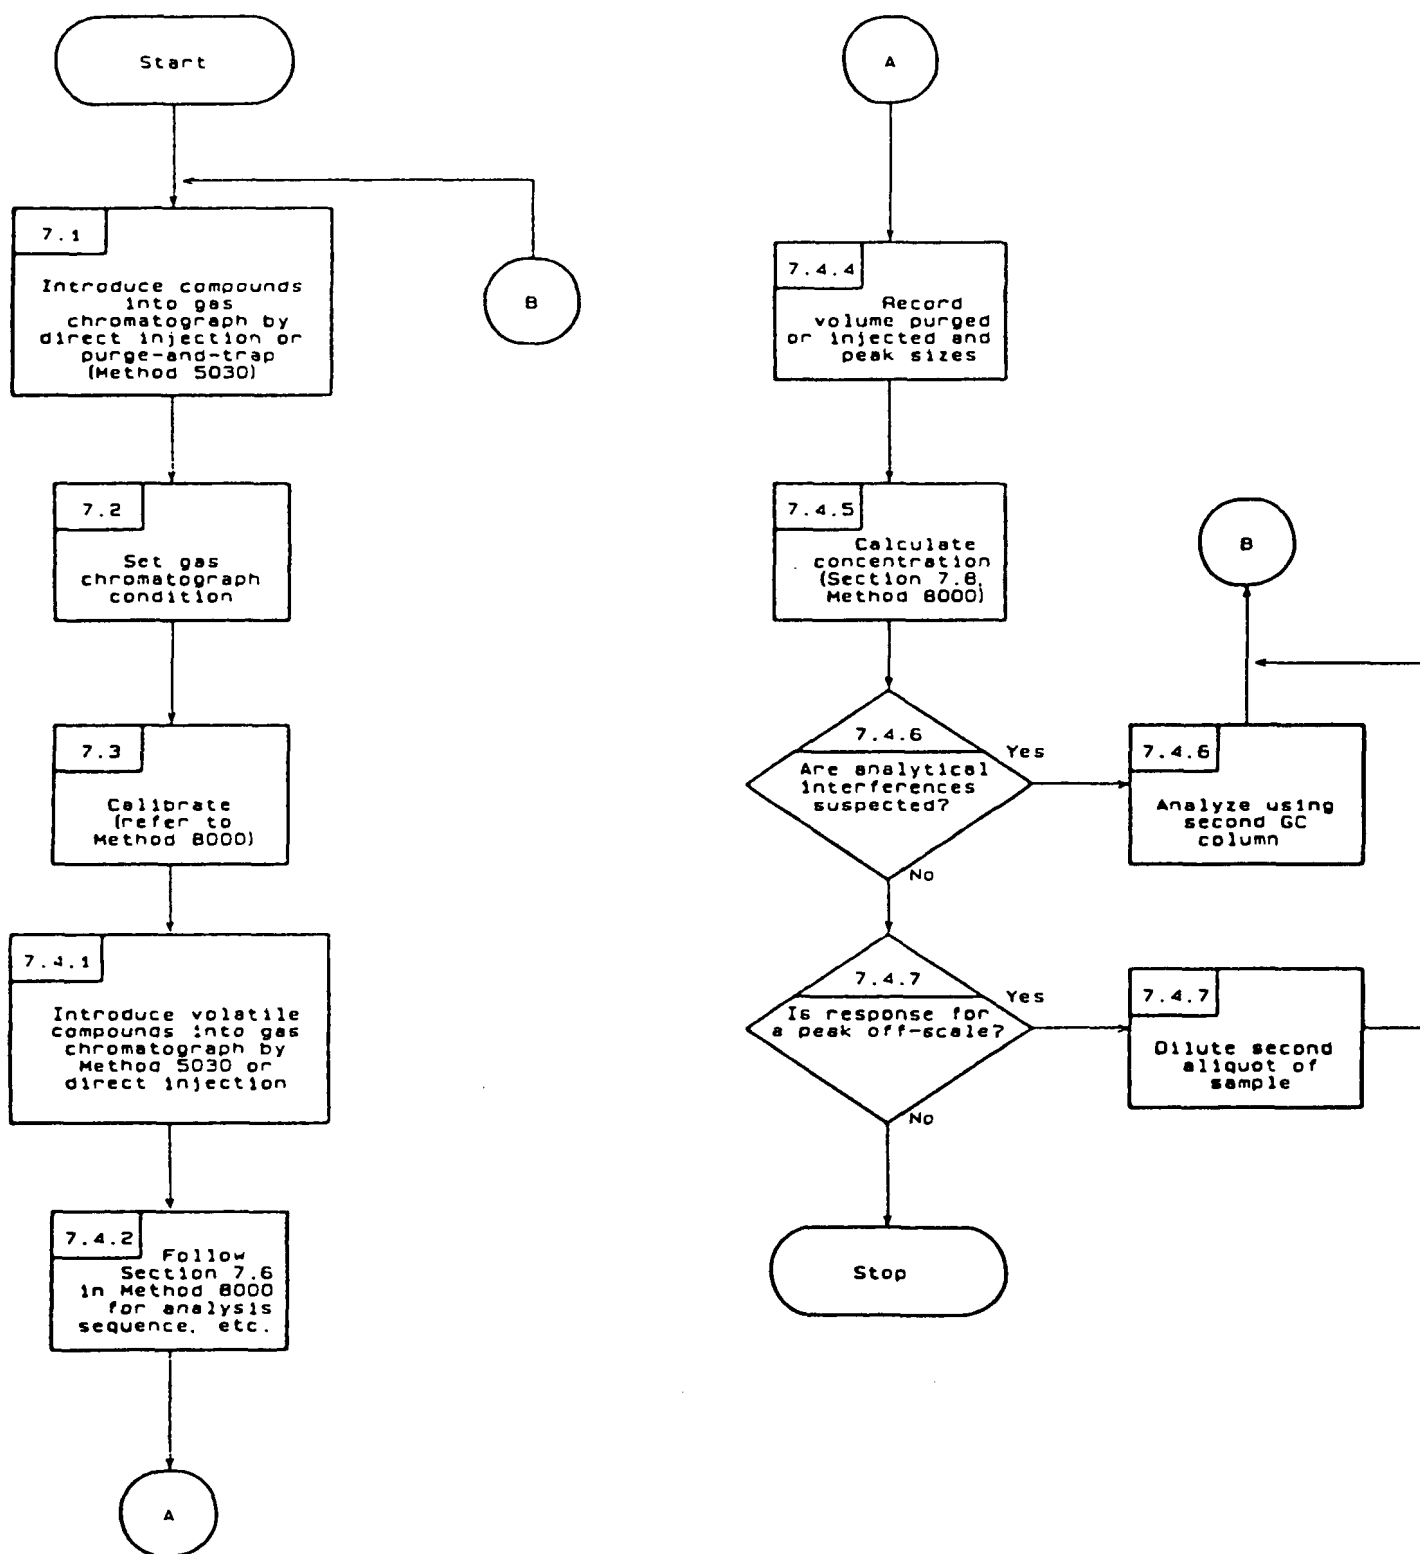 Start
7.1
Introduce compounds
into gas
chromatograph by
direct injection or
purge-and-trap
(Method 5030)
B
7.2
Set gas
chromatograph
condition
7.3
Calibrate
(refer to
Method 8000)
7.4.1
Introduce volatile
compounds into gas
chromatograph by
Method 5030 or
direct injection
7.4.2
Follow
Section 7.6
in Method 8000
for analysis
sequence, etc.
A
A
7.4.4
Record
volume purged
or injected and
peak sizes
7.4.5
Calculate
concentration
(Section 7.8,
Method 8000)
B
7.4.6
Are analytical
interferences
suspected?
Yes
No
7.4.6
Analyze using
second GC
column
7.4.7
Is response for
a peak off-scale?
Yes
No
7.4.7
Dilute second
aliquot of
sample
Stop